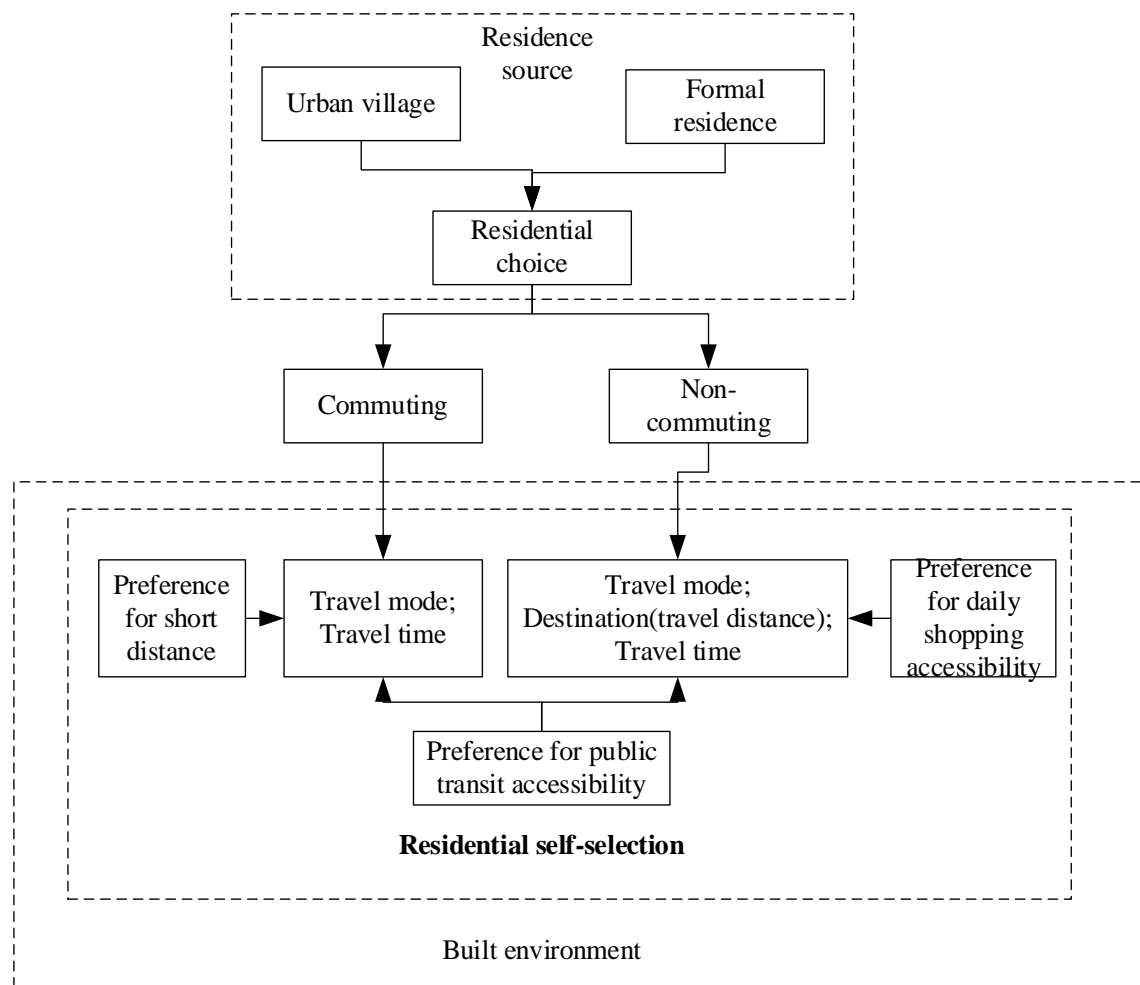 Residence
source
Urban village
Formal
residence
Residential
choice
Commuting
Non-
commuting
Preference
for short
distance
Travel mode;
Travel time
Travel mode;
Destination(travel distance);
Travel time
Preference
for daily
shopping
accessibility
Preference for public
transit accessibility
Residential self-selection
Built environment